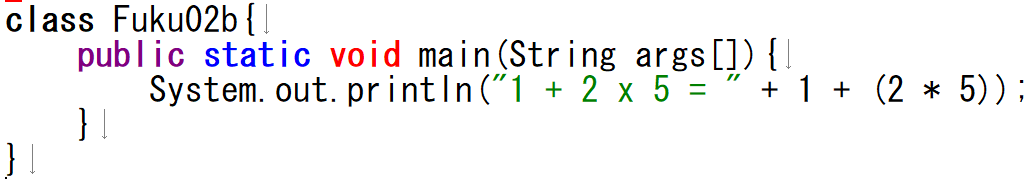 class Fuku02b{↓
    public static void main(String args[]){↓
        System.out.println("1 + 2 x 5 = " + 1 + (2 * 5));
    }↓
}↓